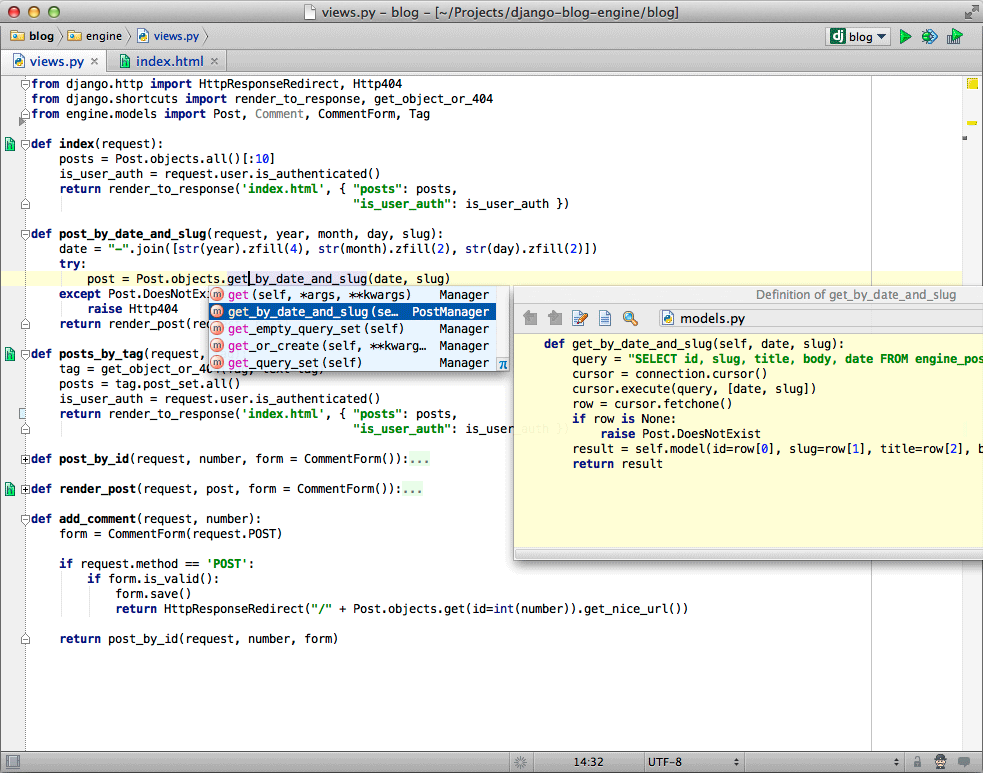 views.py – blog – [~/Projects/django-blog-engine/blog]
blog engine views.py
dj blog
views.py index.html
from django.http import HttpResponseRedirect, Http404
from django.shortcuts import render_to_response, get_object_or_404
from engine.models import Post, Comment, CommentForm, Tag
def index(request):
posts = Post.objects.all()[:10]
is_user_auth = request.user.is_authenticated()
return render_to_response('index.html', { "posts": posts,
"is_user_auth": is_user_auth })
def post_by_date_and_slug(request, year, month, day, slug):
date = "-".join([str(year).zfill(4), str(month).zfill(2), str(day).zfill(2)])
try:
post = Post.objects.get_by_date_and_slug(date, slug)
except Post.DoesNotExi
raise Http404
return render_post(req
def posts_by_tag(request,
tag = get_object_or_404(Tag,
posts = tag.post_set.all()
is_user_auth = request.user.is_authenticated()
return render_to_response('index.html', { "posts": posts,
"is_user_auth": is_user_auth })
def post_by_id(request, number, form = CommentForm()):...
def render_post(request, post, form = CommentForm()):...
def add_comment(request, number):
form = CommentForm(request.POST)
if request.method == 'POST':
if form.is_valid():
form.save()
return HttpResponseRedirect("/" + Post.objects.get(id=int(number)).get_nice_url())
return post_by_id(request, number, form)
m get(self, *args, **kwargs) Manager
m get_by_date_and_slug(se… PostManager
m get_empty_query_set(self) Manager
m get_or_create(self, **kwarg… Manager
m get_query_set(self) Manager
π
Definition of get_by_date_and_slug
models.py
def get_by_date_and_slug(self, date, slug):
query = "SELECT id, slug, title, body, date FROM engine_pos
cursor = connection.cursor()
cursor.execute(query, [date, slug])
row = cursor.fetchone()
if row is None:
raise Post.DoesNotExist
result = self.model(id=row[0], slug=row[1], title=row[2], b
return result
14:32 UTF-8